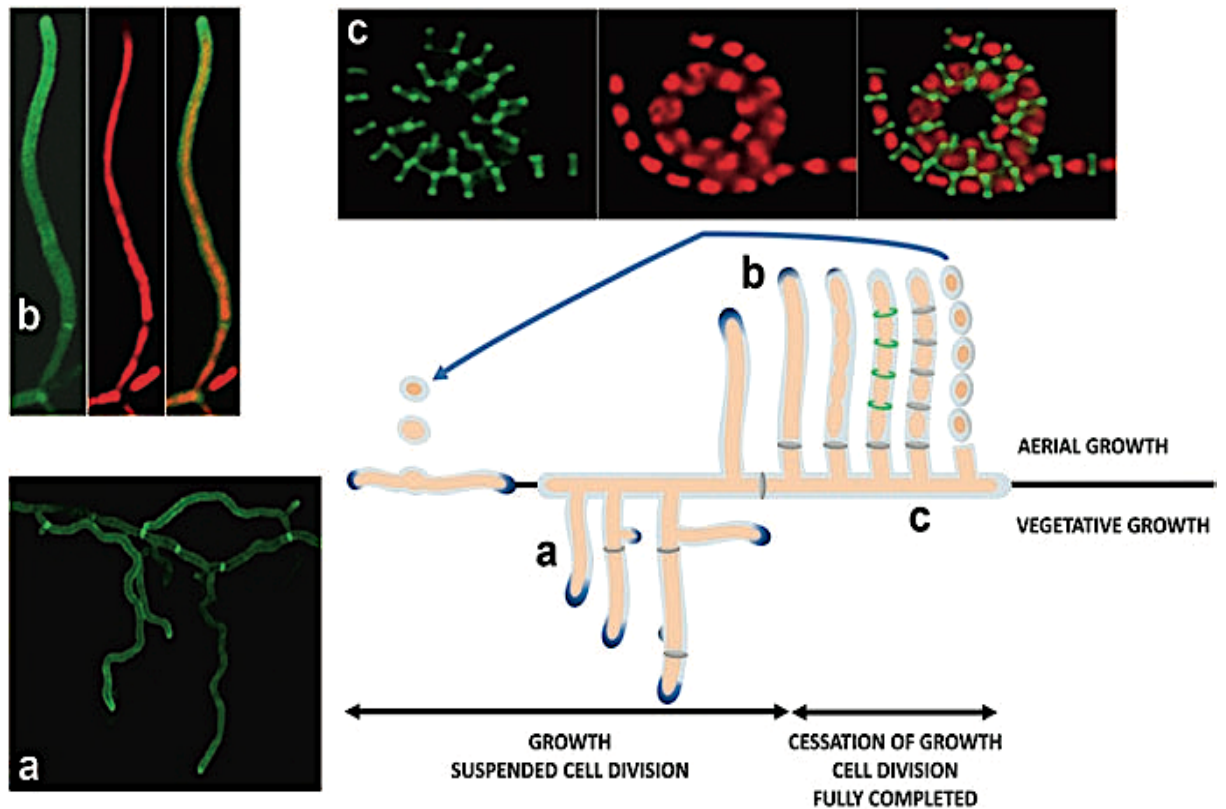 c
b
b
AERIAL GROWTH
VEGETATIVE GROWTH
a
c
a
GROWTH
SUSPENDED CELL DIVISION
CESSATION OF GROWTH
CELL DIVISION
FULLY COMPLETED